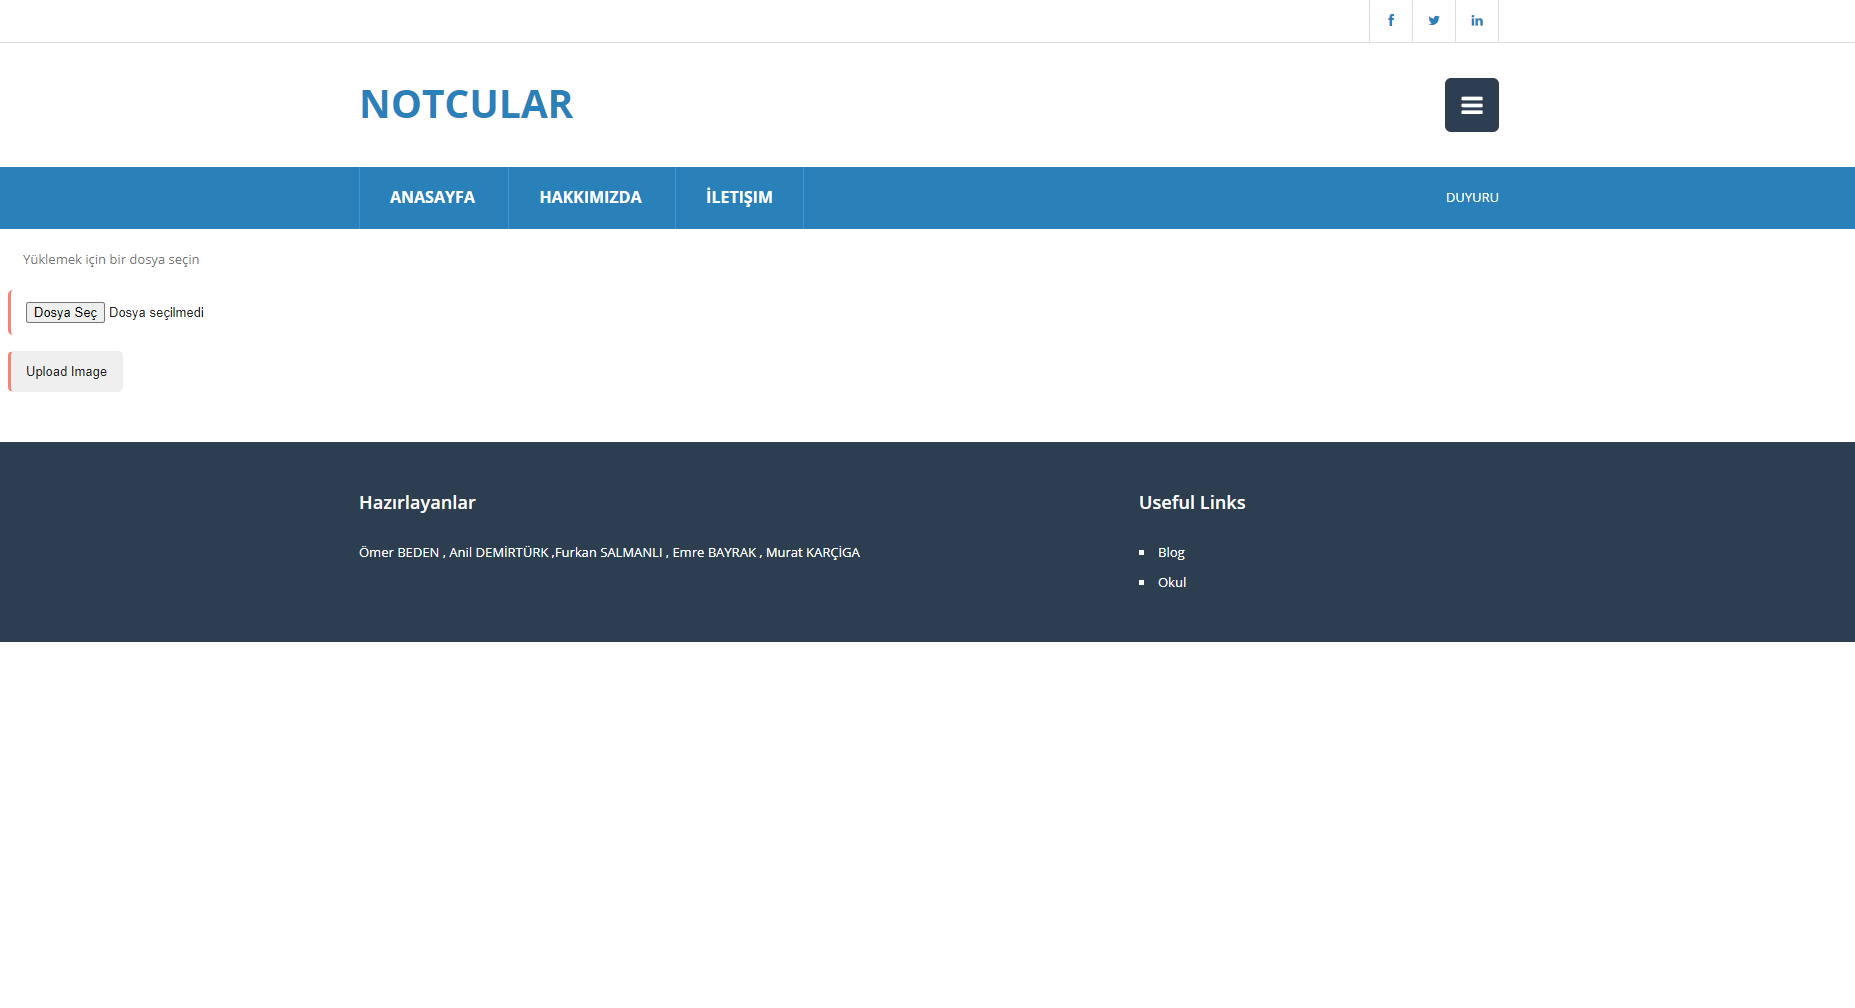 NOTCULAR
ANASAYFA HAKKIMIZDA İLETIŞIM DUYURU
Yüklemek için bir dosya seçin
Dosya Seç Dosya seçilmedi
Upload Image
Hazırlayanlar Useful Links
Ömer BEDEN , Anil DEMİRTÜRK ,Furkan SALMANLI , Emre BAYRAK , Murat KARÇİGA
Blog
Okul